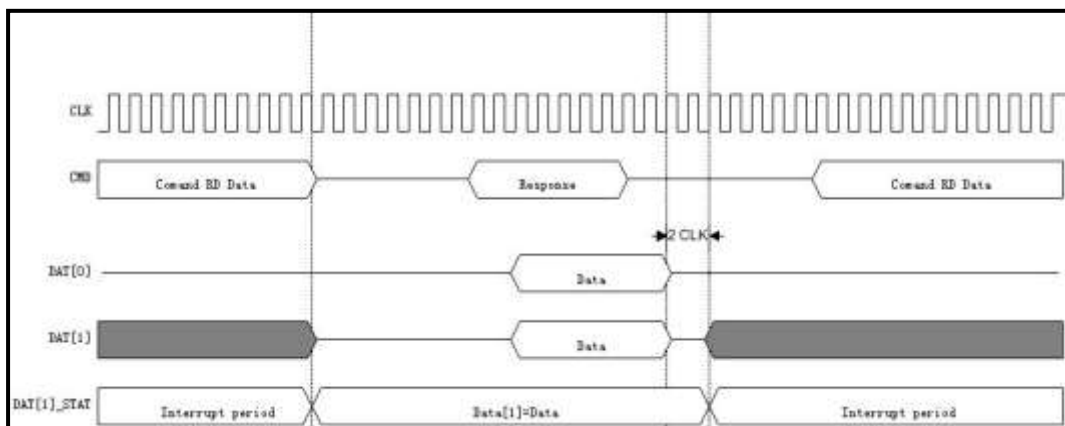 CLK
CMD Comand RD Data Response Comand RD Data
2 CLK
DAT[0] Data
DAT[1] Data
DAT[1]_STAT Interrupt period Data[1]=Data Interrupt period